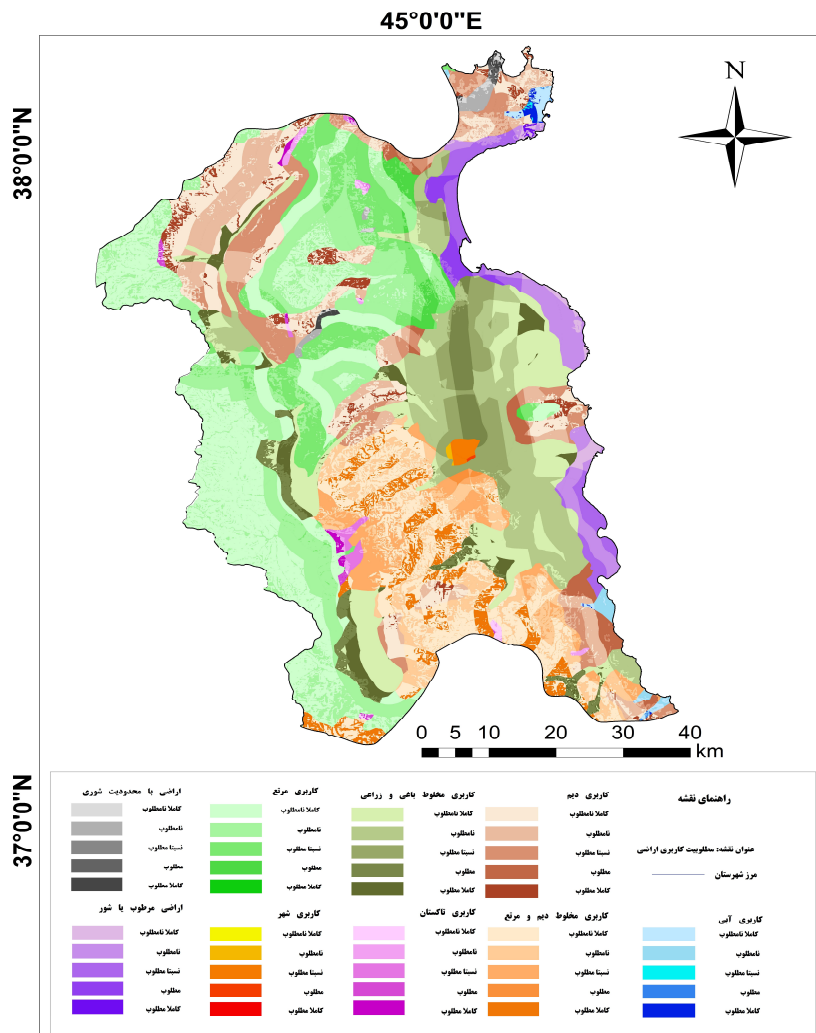 45°0'0"E
N
38°0'0"N
0 5 10 20 30 40
km
37°0'0"N
راهنمای نقشه
عنوان نقشه: مطلوبیت کاربری اراضی
مرز شهرستان
کاربری دیم
کاملا نامطلوب
نامطلوب
نسبتا مطلوب
مطلوب
کاملا مطلوب
کاربری مخلوط باغی و زراعی
کاملا نامطلوب
نامطلوب
نسبتا مطلوب
مطلوب
کاملا مطلوب
کاربری مرتع
کاملا نامطلوب
نامطلوب
نسبتا مطلوب
مطلوب
کاملا مطلوب
اراضی با محدودیت شوری
کاملا نامطلوب
نامطلوب
نسبتا مطلوب
مطلوب
کاملا مطلوب
کاربری آبی
کاملا نامطلوب
نامطلوب
نسبتا مطلوب
مطلوب
کاملا مطلوب
کاربری مخلوط دیم و مرتع
کاملا نامطلوب
نامطلوب
نسبتا مطلوب
مطلوب
کاملا مطلوب
کاربری تاکستان
کاملا نامطلوب
نامطلوب
نسبتا مطلوب
مطلوب
کاملا مطلوب
کاربری شهر
کاملا نامطلوب
نامطلوب
نسبتا مطلوب
مطلوب
کاملا مطلوب
اراضی مرطوب یا شور
کاملا نامطلوب
نامطلوب
نسبتا مطلوب
مطلوب
کاملا مطلوب